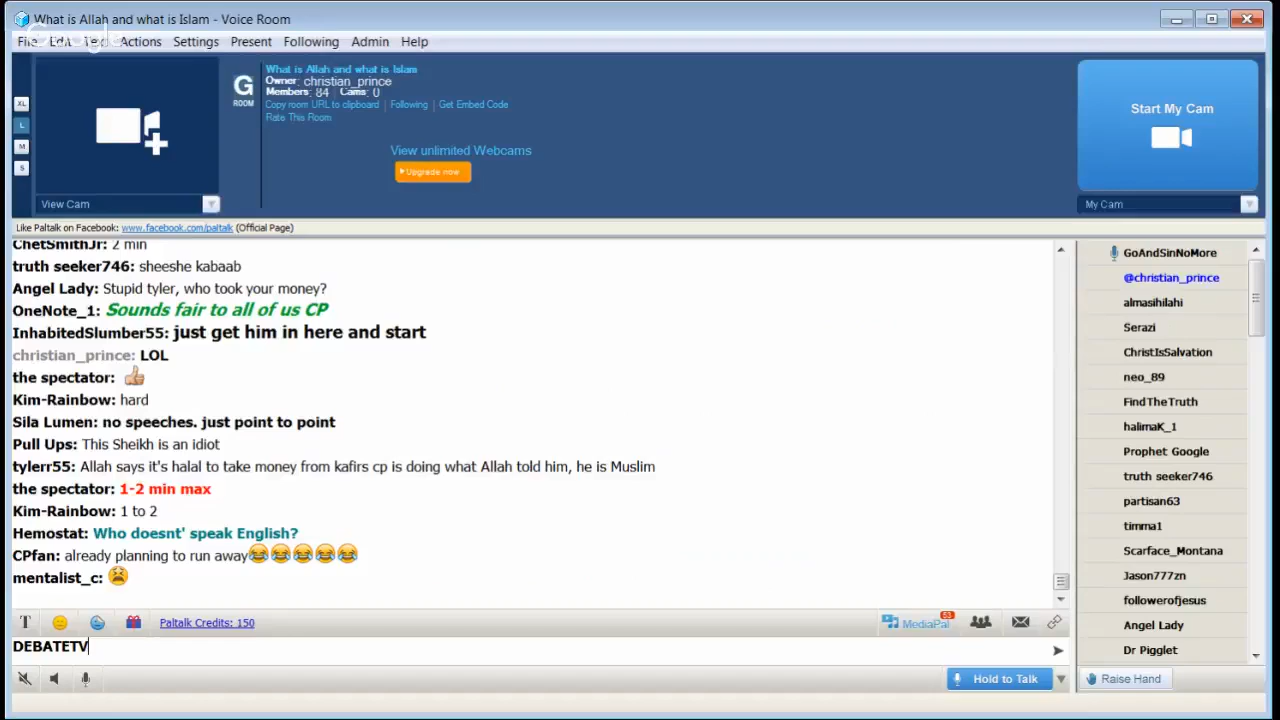 What is Allah and what is Islam - Voice Room
Google
File Edit Text Actions Settings Present Following Admin Help
XL
L
M
S
View Cam
G
ROOM
What is Allah and what is Islam
Owner: christian_prince
Members: 84 | Cams: 0
Copy room URL to clipboard | Following | Get Embed Code
Rate This Room
View unlimited Webcams
Upgrade now
Start My Cam
My Cam
Like Paltalk on Facebook: www.facebook.com/paltalk (Official Page)
ChetSmithJr: 2 min
truth seeker746: sheeshe kabaab
Angel Lady: Stupid tyler, who took your money?
OneNote_1: Sounds fair to all of us CP
InhabitedSlumber55: just get him in here and start
christian_prince: LOL
the spectator:
Kim-Rainbow: hard
Sila Lumen: no speeches. just point to point
Pull Ups: This Sheikh is an idiot
tylerr55: Allah says it's halal to take money from kafirs cp is doing what Allah told him, he is Muslim
the spectator: 1-2 min max
Kim-Rainbow: 1 to 2
Hemostat: Who doesnt' speak English?
CPfan: already planning to run away😂😂😂😂😂
mentalist_c: 😫
GoAndSinNoMore
@christian_prince
almasihilahi
Serazi
ChristIsSalvation
neo_89
FindTheTruth
halimaK_1
Prophet Google
truth seeker746
partisan63
timma1
Scarface_Montana
Jason777zn
followerofjesus
Angel Lady
Dr Pigglet
T
Paltalk Credits: 150
MediaPal
53
DEBATETV
Hold to Talk
Raise Hand